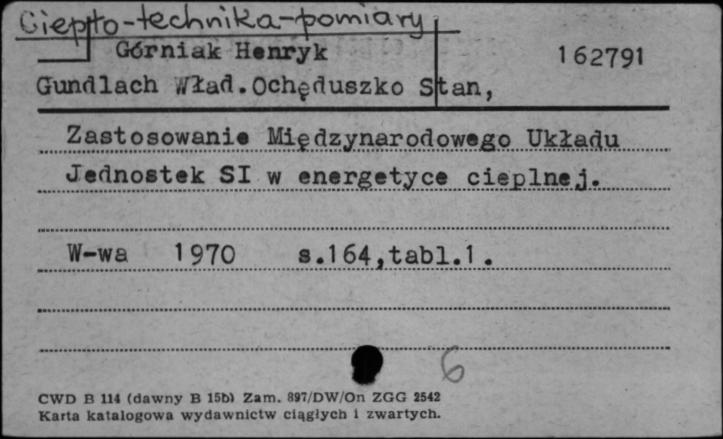 Ciepło-technika-pomiary
Górniak Henryk 162791
Gundlach Wład.Ochęduszko Stan,
Zastosowanie Międzynarodowego Układu
Jednostek SI w energetyce cieplnej.
W-wa 1970 s.164,tabl.1.
6
CWD B 114 (dawny B 15b) Zam. 897/DW/On ZGG 2542
Karta katalogowa wydawnictw ciągłych i zwartych.